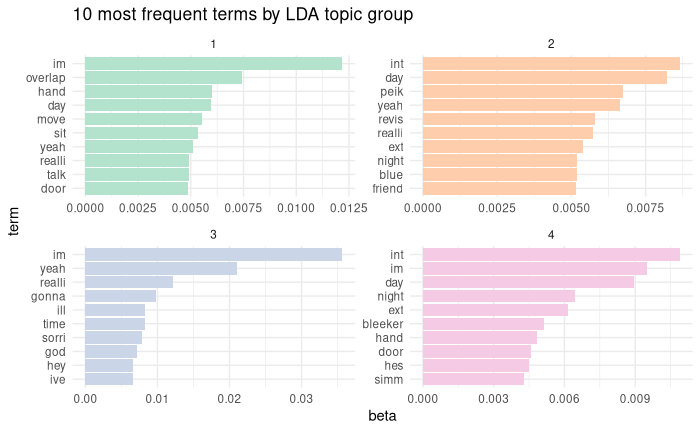 10 most frequent terms by LDA topic group
1
im
overlap
hand
day
move
sit
yeah
realli
talk
door
0.0000 0.0025 0.0050 0.0075 0.0100 0.0125
2
int
day
peik
yeah
revis
realli
ext
night
blue
friend
0.0000 0.0025 0.0050 0.0075
term
3
im
yeah
realli
gonna
ill
time
sorri
god
hey
ive
0.00 0.01 0.02 0.03
4
int
im
day
night
ext
bleeker
hand
door
hes
simm
0.000 0.003 0.006 0.009
beta